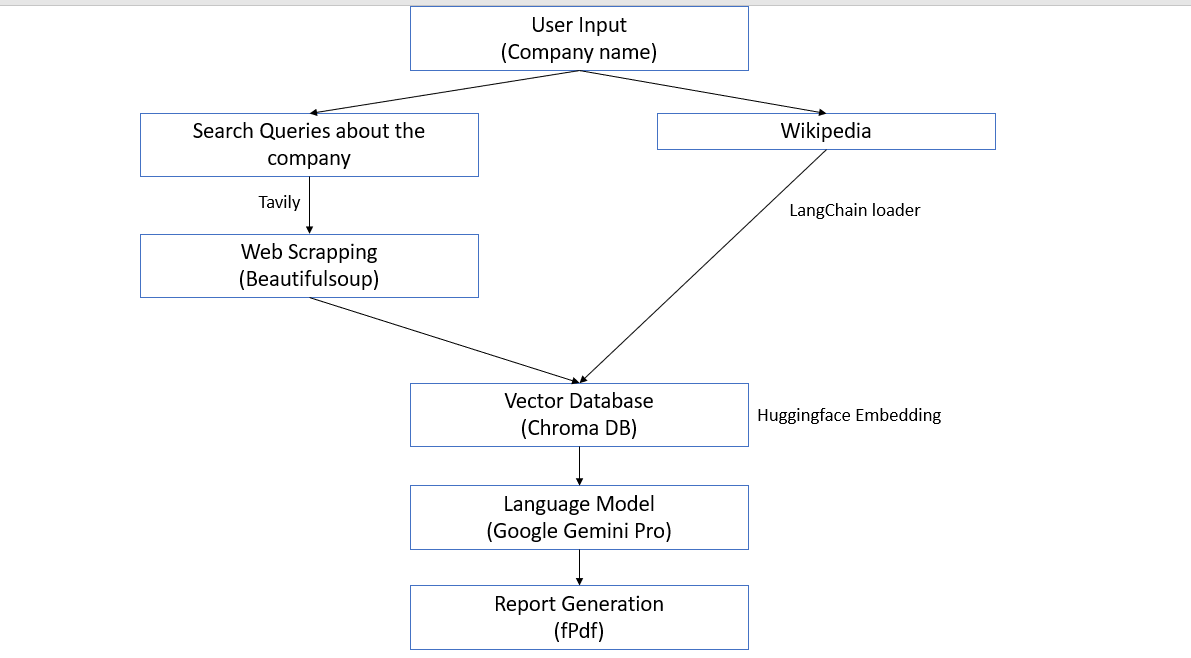 User Input
(Company name)
Search Queries about the
company
Wikipedia
Tavily
LangChain loader
Web Scrapping
(Beautifulsoup)
Vector Database
(Chroma DB)
Huggingface Embedding
Language Model
(Google Gemini Pro)
Report Generation
(fPdf)